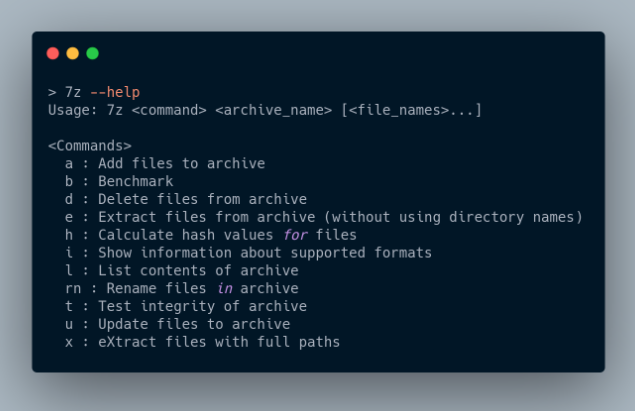 > 7z --help
Usage: 7z <command> <archive_name> [<file_names>...]
<Commands>
a : Add files to archive
b : Benchmark
d : Delete files from archive
e : Extract files from archive (without using directory names)
h : Calculate hash values for files
i : Show information about supported formats
l : List contents of archive
rn : Rename files in archive
t : Test integrity of archive
u : Update files to archive
x : eXtract files with full paths